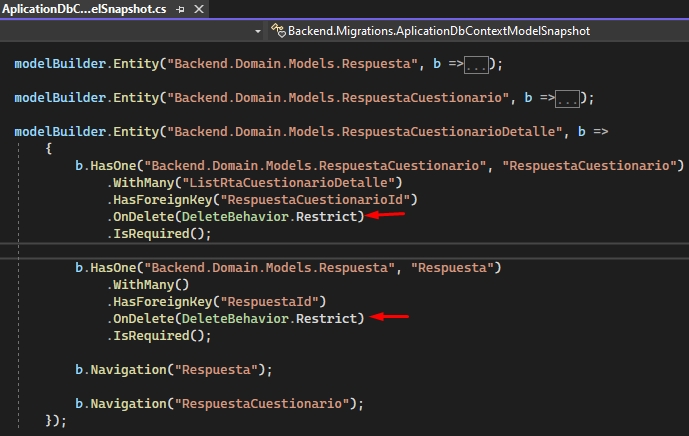 AplicationDbC...elSnapshot.cs
Backend.Migrations.AplicationDbContextModelSnapshot
modelBuilder.Entity("Backend.Domain.Models.Respuesta", b =>...);
modelBuilder.Entity("Backend.Domain.Models.RespuestaCuestionario", b =>...);
modelBuilder.Entity("Backend.Domain.Models.RespuestaCuestionarioDetalle", b =>
{
b.HasOne("Backend.Domain.Models.RespuestaCuestionario", "RespuestaCuestionario")
.WithMany("ListRtaCuestionarioDetalle")
.HasForeignKey("RespuestaCuestionarioId")
.OnDelete(DeleteBehavior.Restrict)
.IsRequired();
b.HasOne("Backend.Domain.Models.Respuesta", "Respuesta")
.WithMany()
.HasForeignKey("RespuestaId")
.OnDelete(DeleteBehavior.Restrict)
.IsRequired();
b.Navigation("Respuesta");
b.Navigation("RespuestaCuestionario");
});